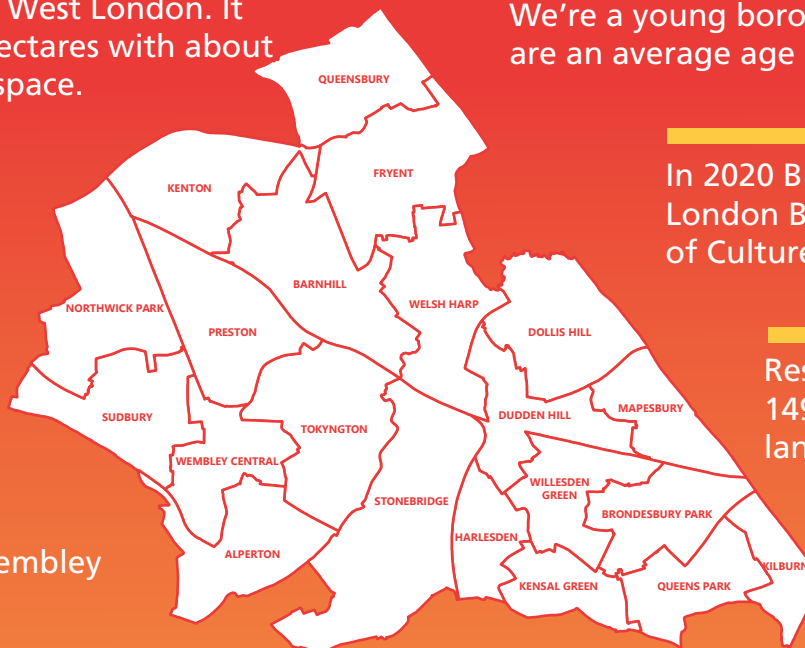 West London. It
ectares with about
space.
We're a young boro
are an average age
In 2020 B
London B
of Culture
Res
149
lan
embley
QUEENSBURY
FRYENT
KENTON
BARNHILL
WELSH HARP
NORTHWICK PARK
PRESTON
DOLLIS HILL
SUDBURY
TOKYNGTON
DUDDEN HILL
MAPESBURY
WEMBLEY CENTRAL
STONEBRIDGE
WILLESDEN
GREEN
BRONDESBURY PARK
HARLESDEN
ALPERTON
KENSAL GREEN
QUEENS PARK
KILBURN